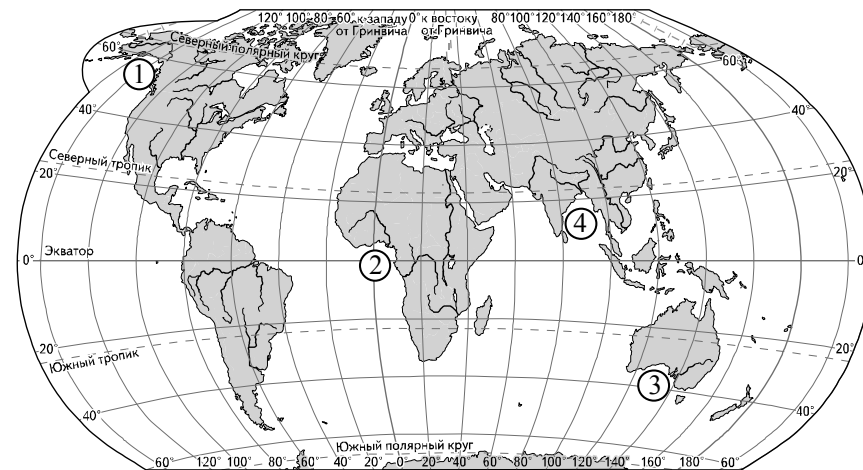 120° 100° 80° 60° к западу 0° к востоку 80° 100° 120° 140° 160° 180°
от Гринвича от Гринвича
60° Северный полярный круг 60°
1
40° 40°
Северный тропик
20° 20°
4
Экватор
0° 2 0
20° 20°
Южный тропик
3
40° 40°
Южный полярный круг
60° 120° 100° 80° 60° 40° 20° 0° 20° 40° 60° 80° 100° 120° 140° 160° 180° 60°